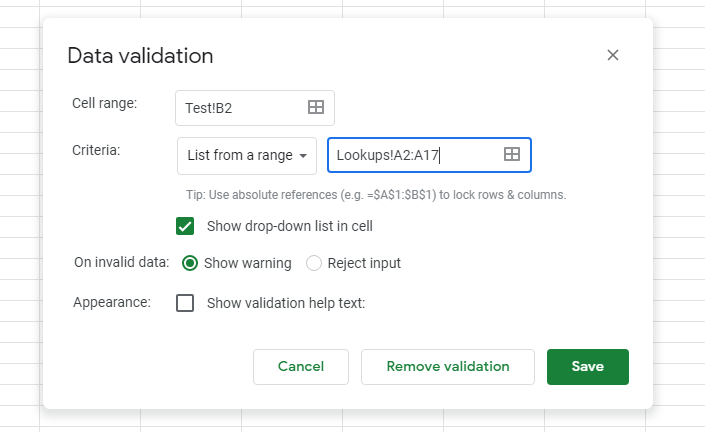 Data validation
Cell range: Test!B2
Criteria: List from a range Lookups!A2:A17
Tip: Use absolute references (e.g. =$A$1:$B$1) to lock rows & columns.
Show drop-down list in cell
On invalid data: Show warning Reject input
Appearance: Show validation help text:
Cancel Remove validation Save